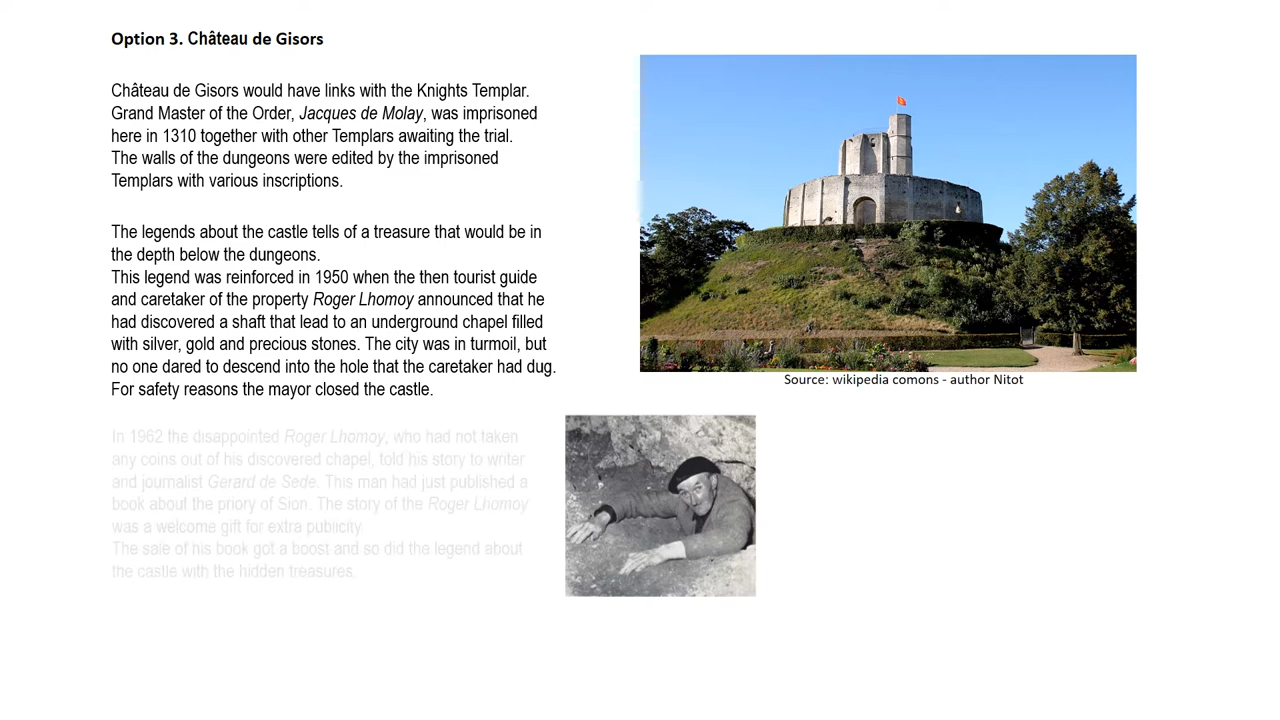 Option 3. Château de Gisors
Château de Gisors would have links with the Knights Templar.
Grand Master of the Order, Jacques de Molay, was imprisoned
here in 1310 together with other Templars awaiting the trial.
The walls of the dungeons were edited by the imprisoned
Templars with various inscriptions.
The legends about the castle tells of a treasure that would be in
the depth below the dungeons.
This legend was reinforced in 1950 when the then tourist guide
and caretaker of the property Roger Lhomoy announced that he
had discovered a shaft that lead to an underground chapel filled
with silver, gold and precious stones. The city was in turmoil, but
no one dared to descend into the hole that the caretaker had dug.
For safety reasons the mayor closed the castle.
Source: wikipedia comons - author Nitot
In 1962 the disappointed Roger Lhomoy, who had not taken
any coins out of his discovered chapel, told his story to writer
and journalist Gerard de Sede. This man had just published a
book about the priory of Sion. The story of the Roger Lhomoy
was a welcome gift for extra publicity.
The sale of his book got a boost and so did the legend about
the castle with the hidden treasures.